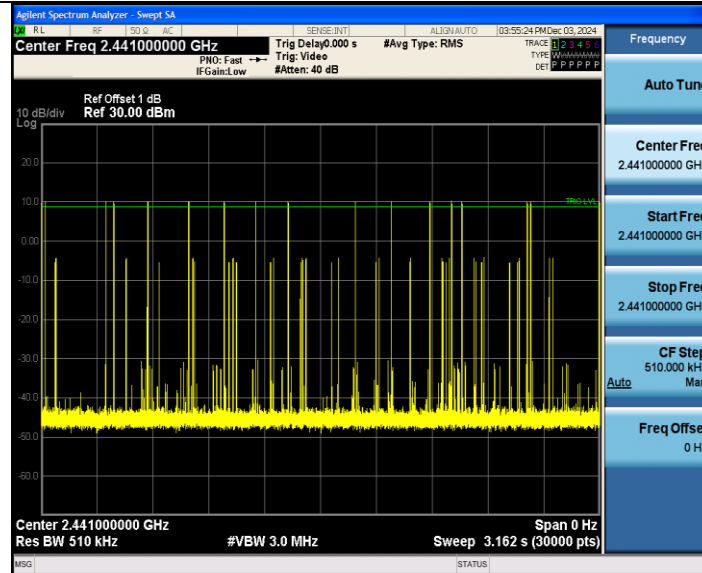 Agilent Spectrum Analyzer - Swept SA
RL RF 50 Ω AC SENSE:INT ALIGNAUTO 03:55:24 PM Dec 03, 2024
Center Freq 2.441000000 GHz Trig Delay0.000 s #Avg Type: RMS TRACE 1 2 3 4 5 6
PNO: Fast Trig: Video TYPE WWWWWW
IFGain:Low #Atten: 40 dB DET P P P P P P
Ref Offset 1 dB
10 dB/div Ref 30.00 dBm
Log
20.0
10.0 TRIG LVL
0.00
-10.0
-20.0
-30.0
-40.0
-50.0
-60.0
Center 2.441000000 GHz Span 0 Hz
Res BW 510 kHz #VBW 3.0 MHz Sweep 3.162 s (30000 pts)
MSG STATUS
Frequency
Auto Tun
Center Fre
2.441000000 GH
Start Fre
2.441000000 GH
Stop Fre
2.441000000 GH
CF Step
510.000 kH
Auto Ma
Freq Offse
0 H